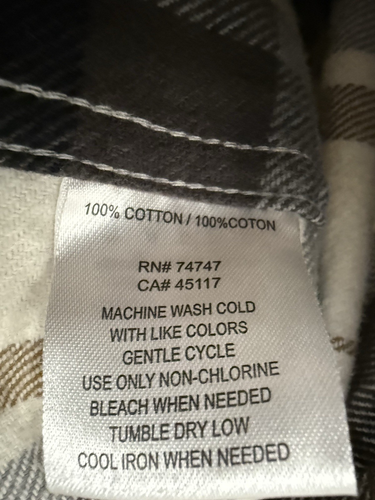 100% COTTON / 100%COTON
RN# 74747
CA# 45117
MACHINE WASH COLD
WITH LIKE COLORS
GENTLE CYCLE
USE ONLY NON-CHLORINE
BLEACH WHEN NEEDED
TUMBLE DRY LOW
COOL IRON WHEN NEEDED